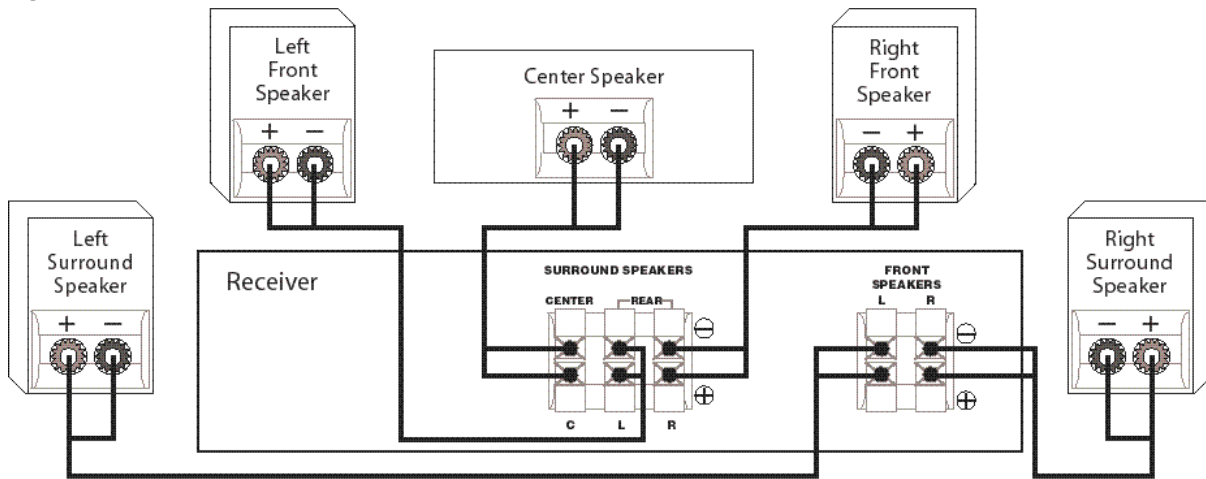 Left
Front
Speaker
+ −
Center Speaker
+ −
Right
Front
Speaker
− +
Left
Surround
Speaker
+ −
Receiver
SURROUND SPEAKERS
CENTER REAR
⊖
⊕
C L R
FRONT
SPEAKERS
L R
⊖
⊕
Right
Surround
Speaker
− +